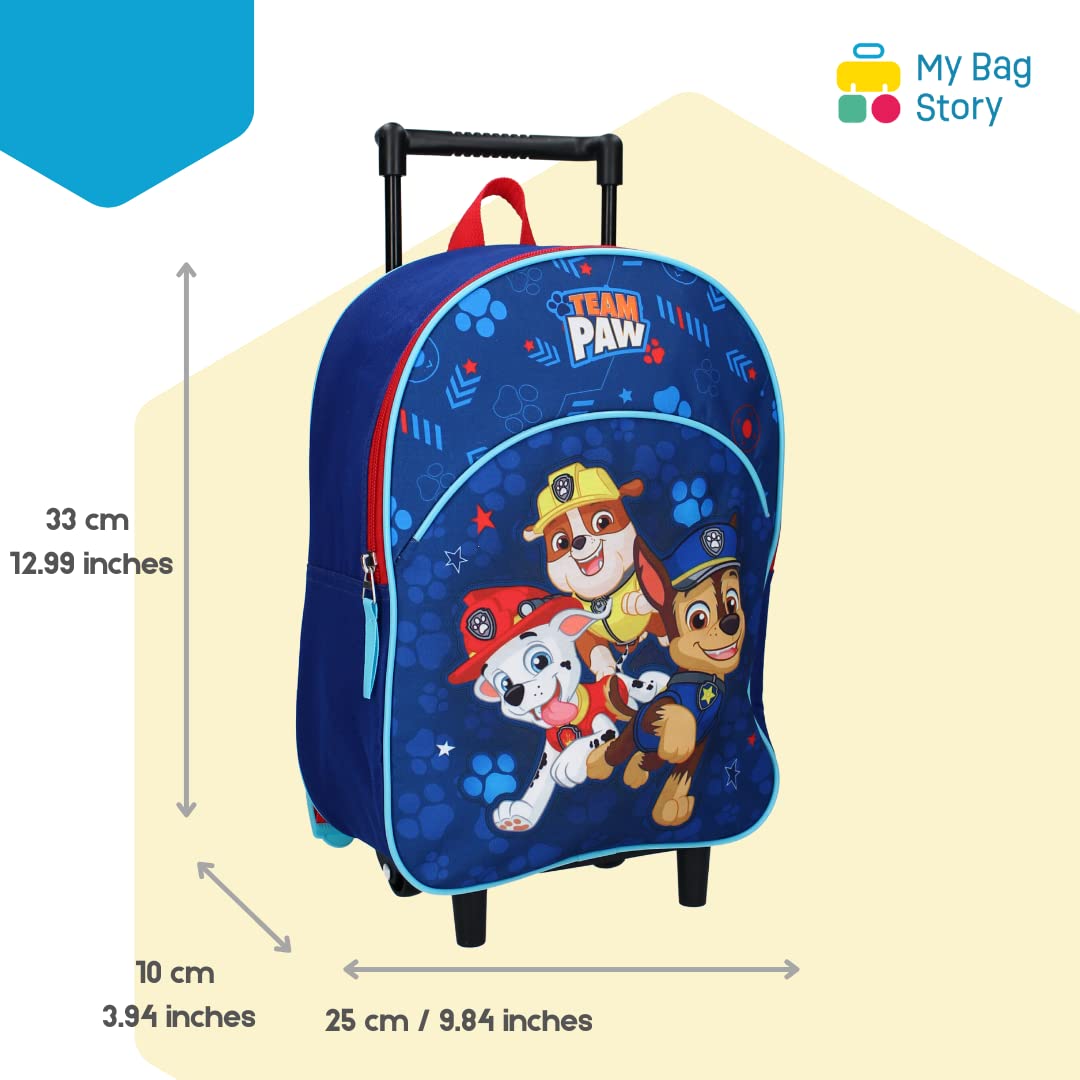 My Bag
Story
TEAM
PAW
33 cm
12.99 inches
10 cm
3.94 inches
25 cm / 9.84 inches